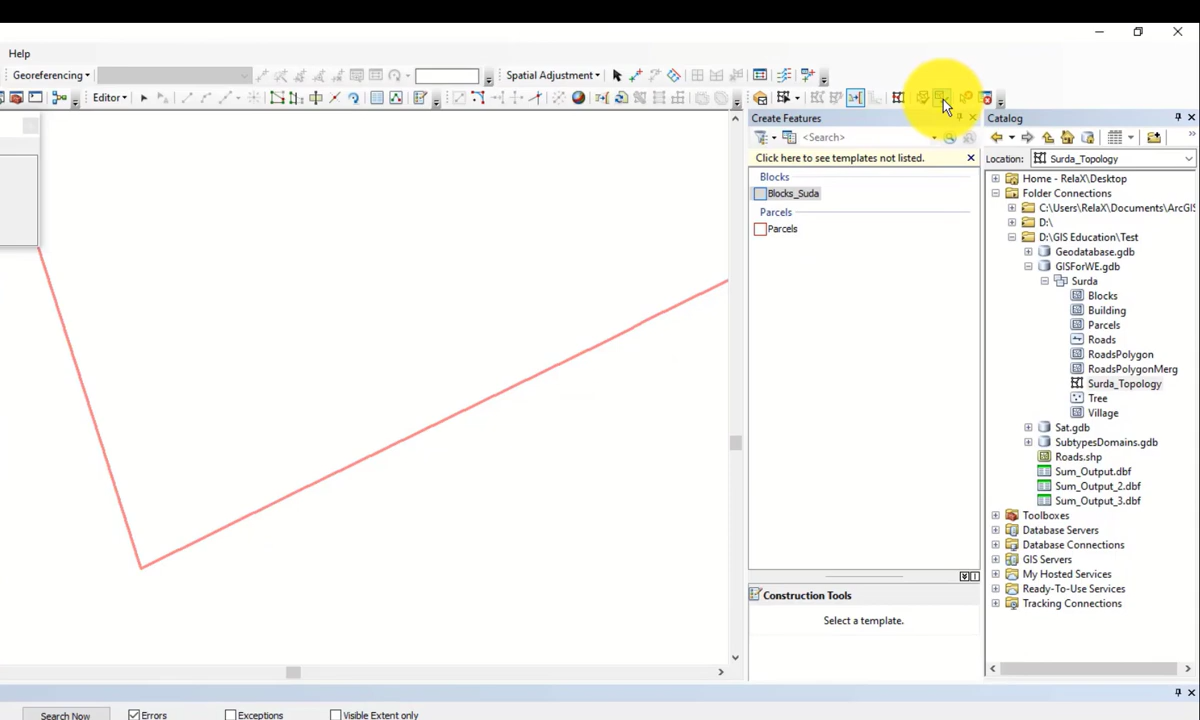 Help
Georeferencing
Spatial Adjustment
Editor
Create Features
Catalog
<Search>
Location: Surda_Topology
Click here to see templates not listed.
Blocks
Blocks_Suda
Parcels
Parcels
Home - RelaX\Desktop
Folder Connections
C:\Users\RelaX\Documents\ArcGIS
D:\
D:\GIS Education\Test
Geodatabase.gdb
GISForWE.gdb
Surda
Blocks
Building
Parcels
Roads
RoadsPolygon
RoadsPolygonMerg
Surda_Topology
Tree
Village
Sat.gdb
SubtypesDomains.gdb
Roads.shp
Sum_Output.dbf
Sum_Output_2.dbf
Sum_Output_3.dbf
Toolboxes
Database Servers
Database Connections
GIS Servers
My Hosted Services
Ready-To-Use Services
Tracking Connections
Construction Tools
Select a template.
Search Now
Errors
Exceptions
Visible Extent only